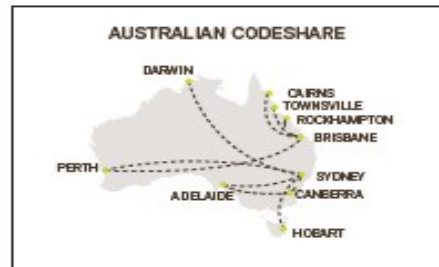 AUSTRALIAN CODESHARE
DARWIN
CAIRNS
TOWNSVILLE
ROCKHAMPTON
BRISBANE
PERTH
SYDNEY
ADELAIDE
CANBERRA
HOBART